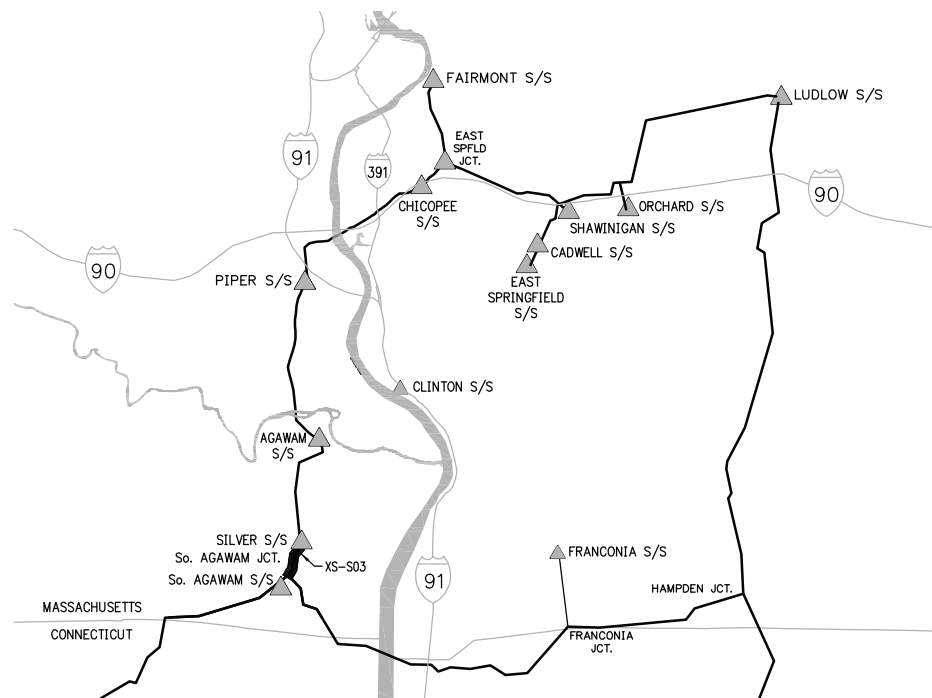 FAIRMONT S/S
LUDLOW S/S
EAST
SPFLD
JCT.
91
391
90
CHICOPEE
S/S
ORCHARD S/S
SHAWINIGAN S/S
CADWELL S/S
90
PIPER S/S
EAST
SPRINGFIELD
S/S
CLINTON S/S
AGAWAM
S/S
SILVER S/S
So. AGAWAM JCT.
XS-S03
So. AGAWAM S/S
FRANCONIA S/S
91
HAMPDEN JCT.
MASSACHUSETTS
CONNECTICUT
FRANCONIA
JCT.